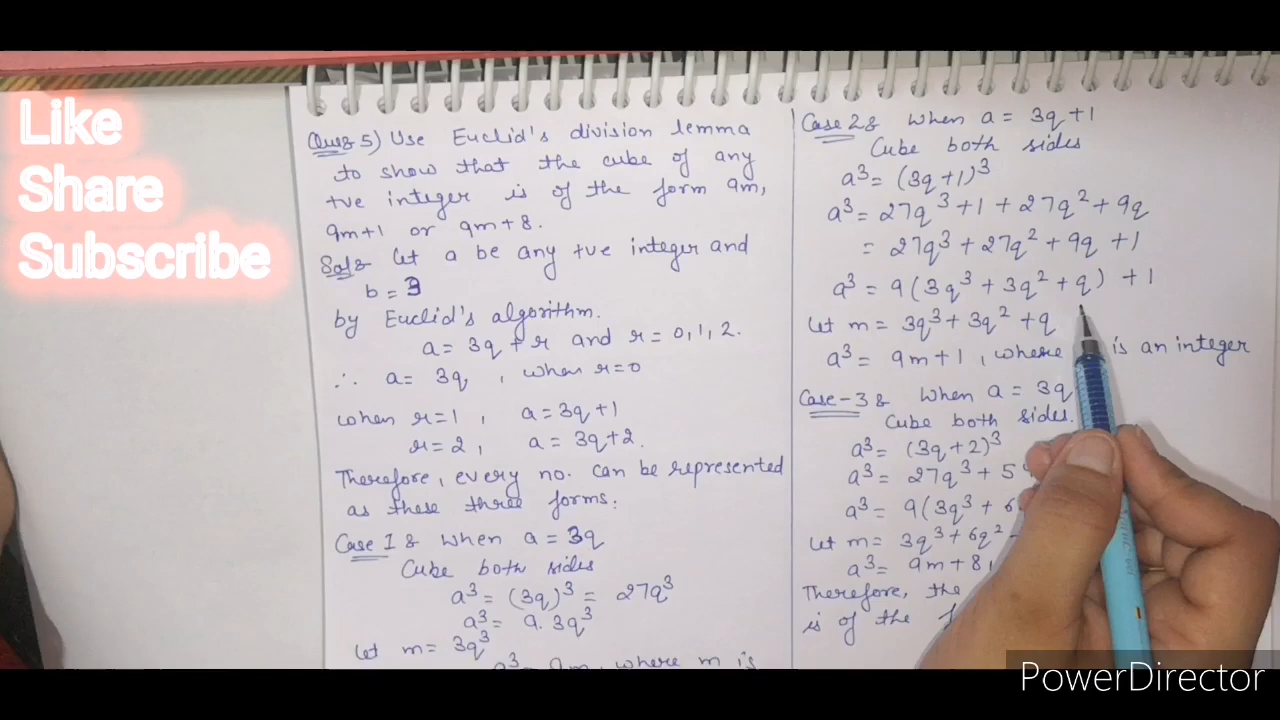 Like
Share
Subscribe
Ques 5) Use Euclid's division lemma
to show that the cube of any
+ve integer is of the form 9m,
9m+1 or 9m+8.
Sol: Let a be any +ve integer and
b = 3
by Euclid's algorithm.
a = 3q + r and r = 0, 1, 2.
∴ a = 3q , when r=0
when r=1 , a = 3q+1
r=2 , a = 3q+2.
Therefore, every no. can be represented
as these three forms.
Case 1: when a = 3q
Cube both sides
a³ = (3q)³ = 27q³
a³ = 9. 3q³
Let m = 3q³
a³ = 9m, where m is
Case 2: when a = 3q+1
Cube both sides
a³ = (3q+1)³
a³ = 27q³+1 + 27q² + 9q
= 27q³ + 27q² + 9q + 1
a³ = 9(3q³ + 3q² + q) + 1
Let m = 3q³ + 3q² + q
a³ = 9m+1 , where is an integer
Case-3: when a = 3q
Cube both sides.
a³ = (3q+2)³
a³ = 27q³ + 5
a³ = 9(3q³ + 6
Let m = 3q³ + 6q²
a³ = 9m + 8,
Therefore, the
is of the
PowerDirector